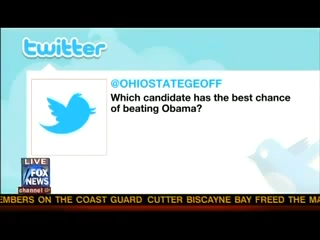 twitter
@OHIOSTATEGEOFF
Which candidate has the best chance
of beating Obama?
LIVE
FOX
NEWS
channel
EMBERS ON THE COAST GUARD CUTTER BISCAYNE BAY FREED THE MA